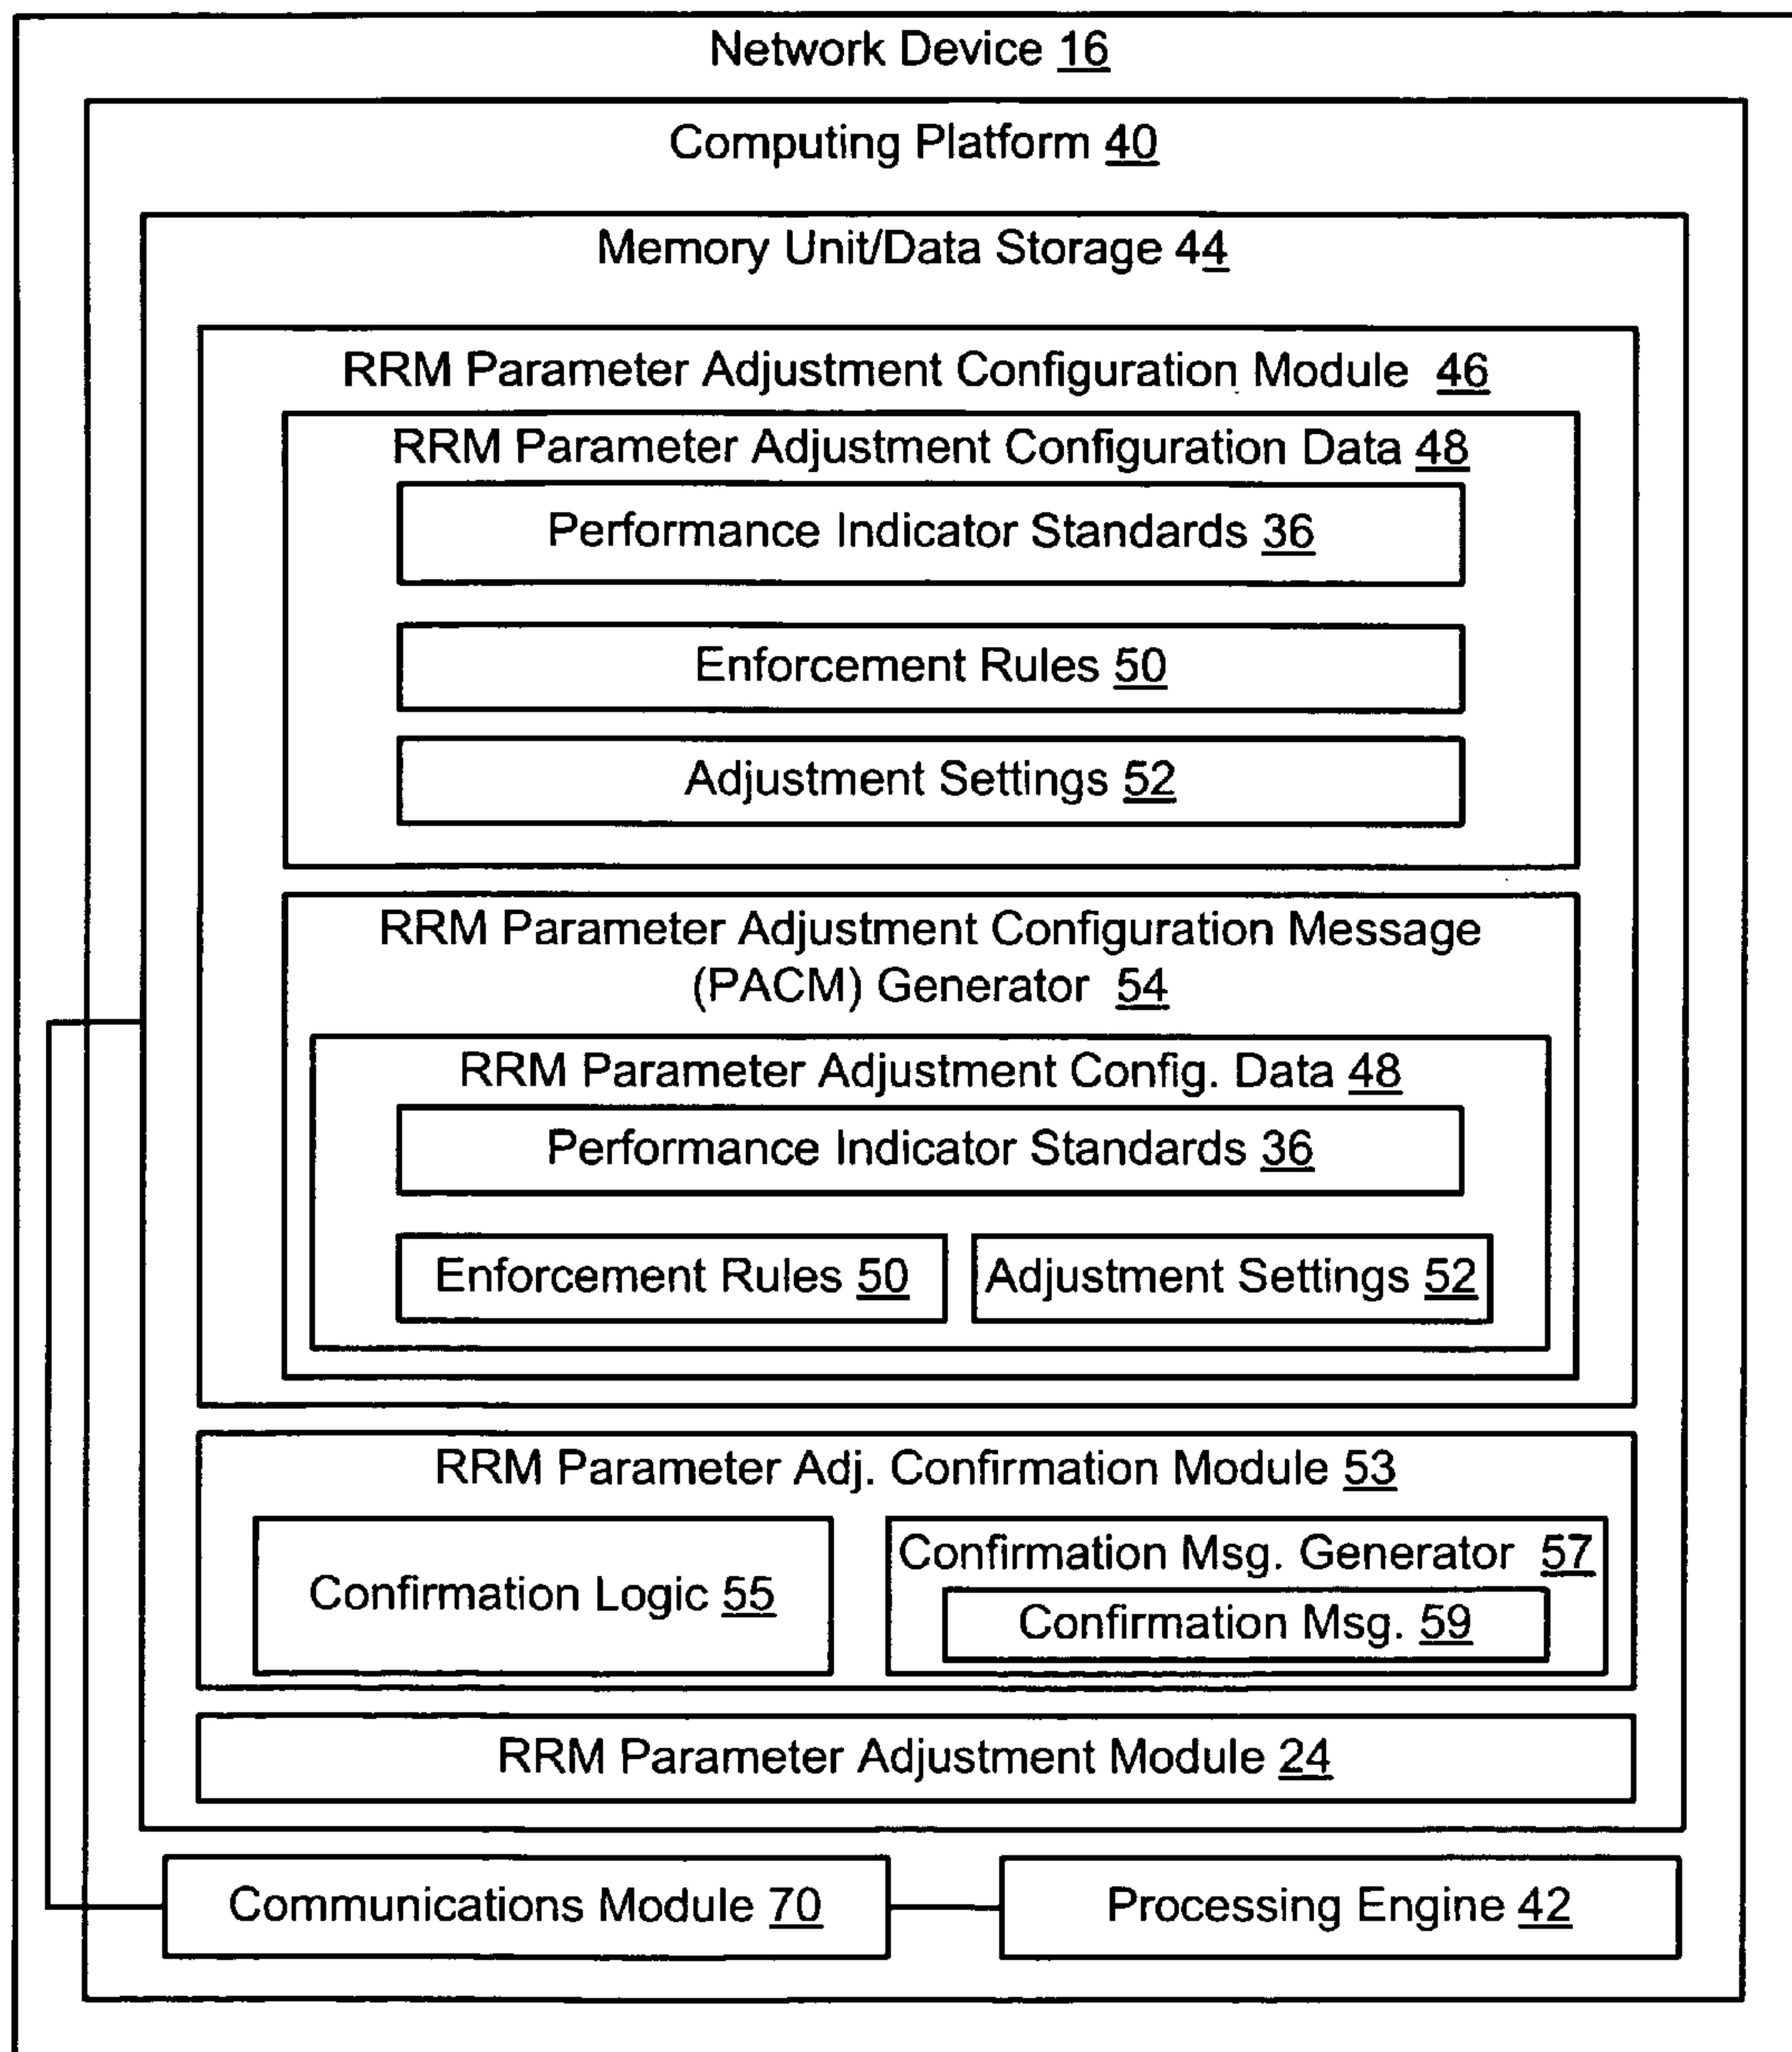 Network Device 16
Computing Platform 40
Memory Unit/Data Storage 44
RRM Parameter Adjustment Configuration Module 46
RRM Parameter Adjustment Configuration Data 48
Performance Indicator Standards 36
Enforcement Rules 50
Adjustment Settings 52
RRM Parameter Adjustment Configuration Message
(PACM) Generator 54
RRM Parameter Adjustment Config. Data 48
Performance Indicator Standards 36
Enforcement Rules 50
Adjustment Settings 52
RRM Parameter Adj. Confirmation Module 53
Confirmation Logic 55
Confirmation Msg. Generator 57
Confirmation Msg. 59
RRM Parameter Adjustment Module 24
Communications Module 70
Processing Engine 42